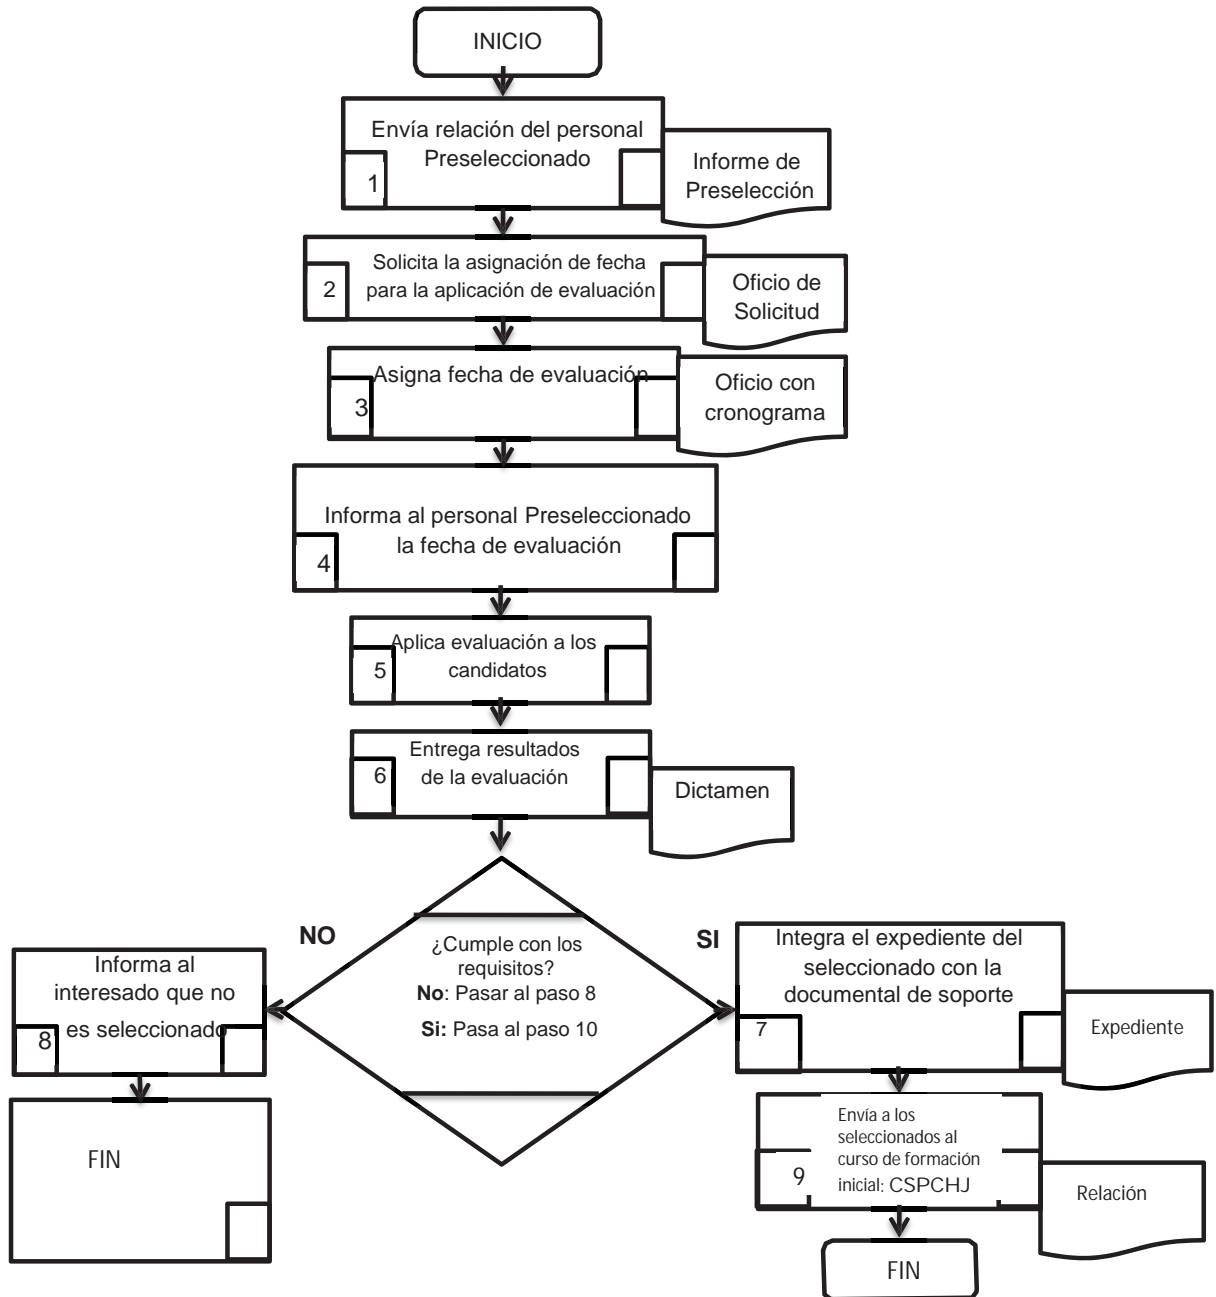 INICIO
Envía relación del personal
Preseleccionado
1
Informe de
Preselección
Solicita la asignación de fecha
para la aplicación de evaluación
2
Oficio de
Solicitud
Asigna fecha de evaluación
3
Oficio con
cronograma
Informa al personal Preseleccionado
la fecha de evaluación
4
Aplica evaluación a los
candidatos
5
Entrega resultados
de la evaluación
6
Dictamen
¿Cumple con los
requisitos?
No: Pasar al paso 8
Si: Pasa al paso 10
NO
Informa al
interesado que no
es seleccionado
8
FIN
SI
Integra el expediente del
seleccionado con la
documental de soporte
7
Expediente
Envía a los
seleccionados al
curso de formación
inicial: CSPCHJ
9
Relación
FIN